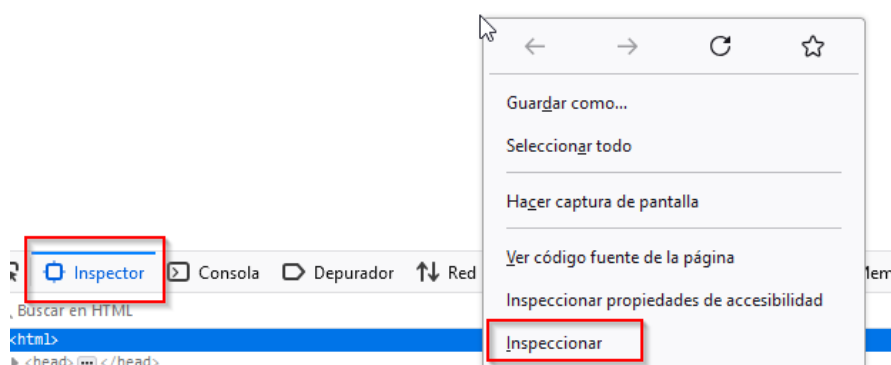 Guardar como...
Seleccionar todo
Hacer captura de pantalla
Ver código fuente de la página
Inspeccionar propiedades de accesibilidad
Inspeccionar
Inspector Consola Depurador Red
Buscar en HTML
<html>
<head> </head>